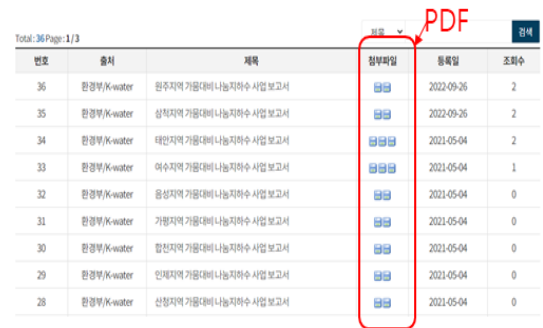 PDF
Total : 36 Page : 1 / 3 제목 검색
번호 출처 제목 첨부파일 등록일 조회수
36 환경부/K-water 원주지역 가뭄대비 나눔지하수 사업 보고서 2022-09-26 2
35 환경부/K-water 삼척지역 가뭄대비 나눔지하수 사업 보고서 2022-09-26 2
34 환경부/K-water 태안지역 가뭄대비 나눔지하수 사업 보고서 2021-05-04 2
33 환경부/K-water 여수지역 가뭄대비 나눔지하수 사업 보고서 2021-05-04 1
32 환경부/K-water 음성지역 가뭄대비 나눔지하수 사업 보고서 2021-05-04 0
31 환경부/K-water 가평지역 가뭄대비 나눔지하수 사업 보고서 2021-05-04 0
30 환경부/K-water 합천지역 가뭄대비 나눔지하수 사업 보고서 2021-05-04 0
29 환경부/K-water 인제지역 가뭄대비 나눔지하수 사업 보고서 2021-05-04 0
28 환경부/K-water 산청지역 가뭄대비 나눔지하수 사업 보고서 2021-05-04 0